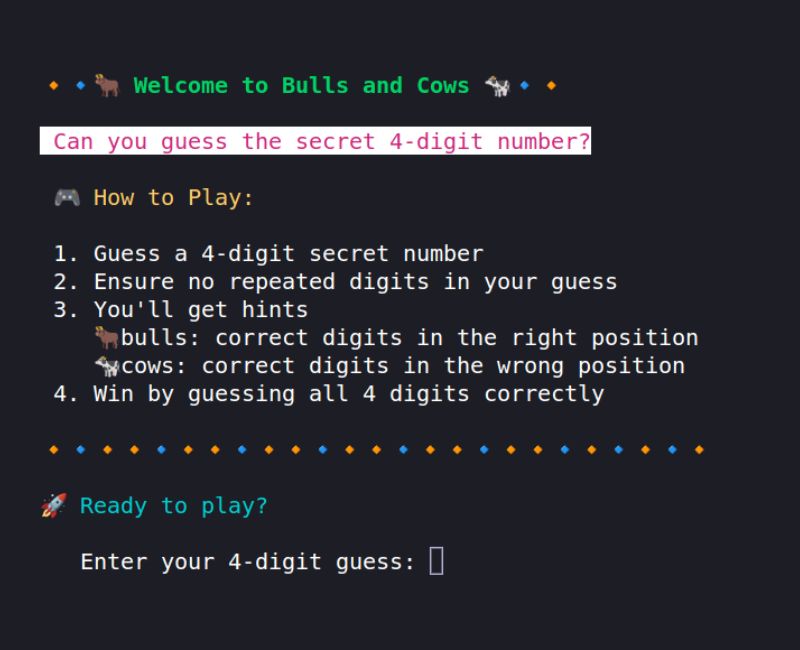 Welcome to Bulls and Cows
Can you guess the secret 4-digit number?
How to Play:
1. Guess a 4-digit secret number
2. Ensure no repeated digits in your guess
3. You'll get hints
bulls: correct digits in the right position
cows: correct digits in the wrong position
4. Win by guessing all 4 digits correctly
Ready to play?
Enter your 4-digit guess: